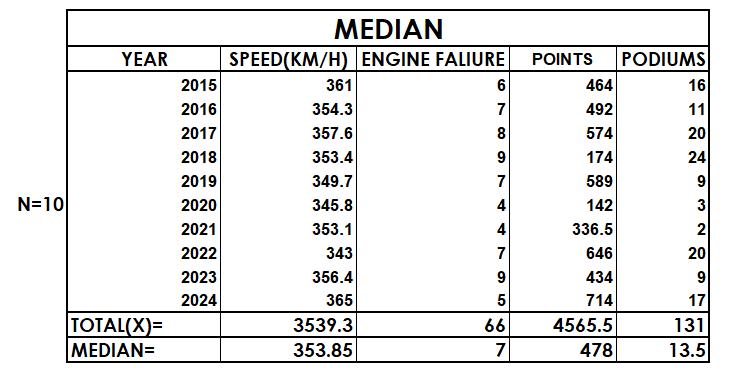 MEDIAN
YEAR SPEED(KM/H) ENGINE FALIURE POINTS PODIUMS
2015 361 6 464 16
2016 354.3 7 492 11
2017 357.6 8 574 20
2018 353.4 9 174 24
2019 349.7 7 589 9
N=10 2020 345.8 4 142 3
2021 353.1 4 336.5 2
2022 343 7 646 20
2023 356.4 9 434 9
2024 365 5 714 17
TOTAL(X)= 3539.3 66 4565.5 131
MEDIAN= 353.85 7 478 13.5